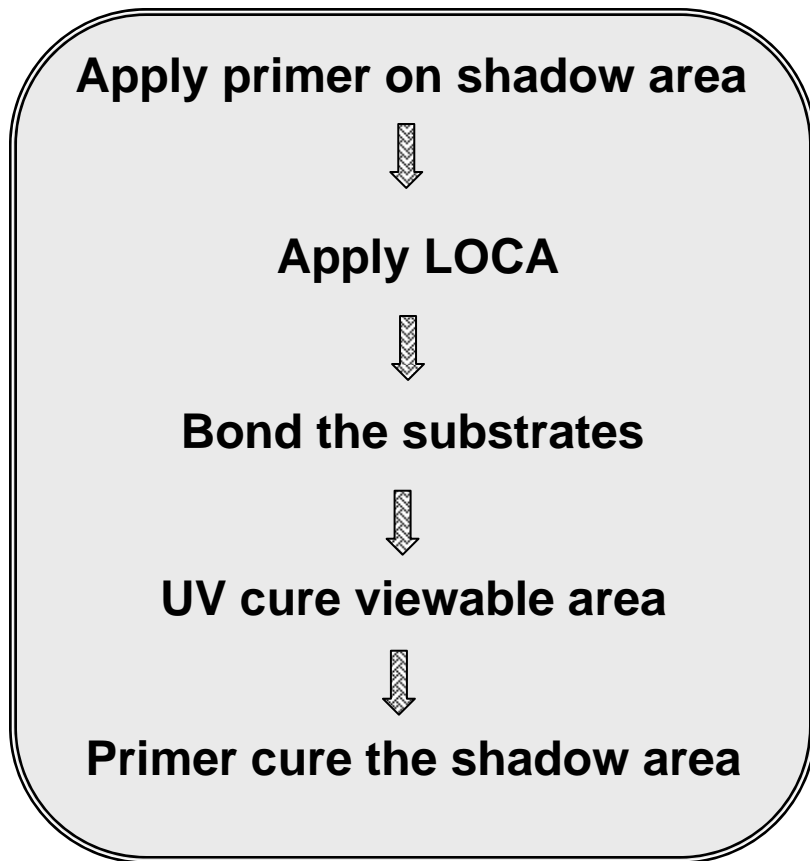 Apply primer on shadow area
Apply LOCA
Bond the substrates
UV cure viewable area
Primer cure the shadow area